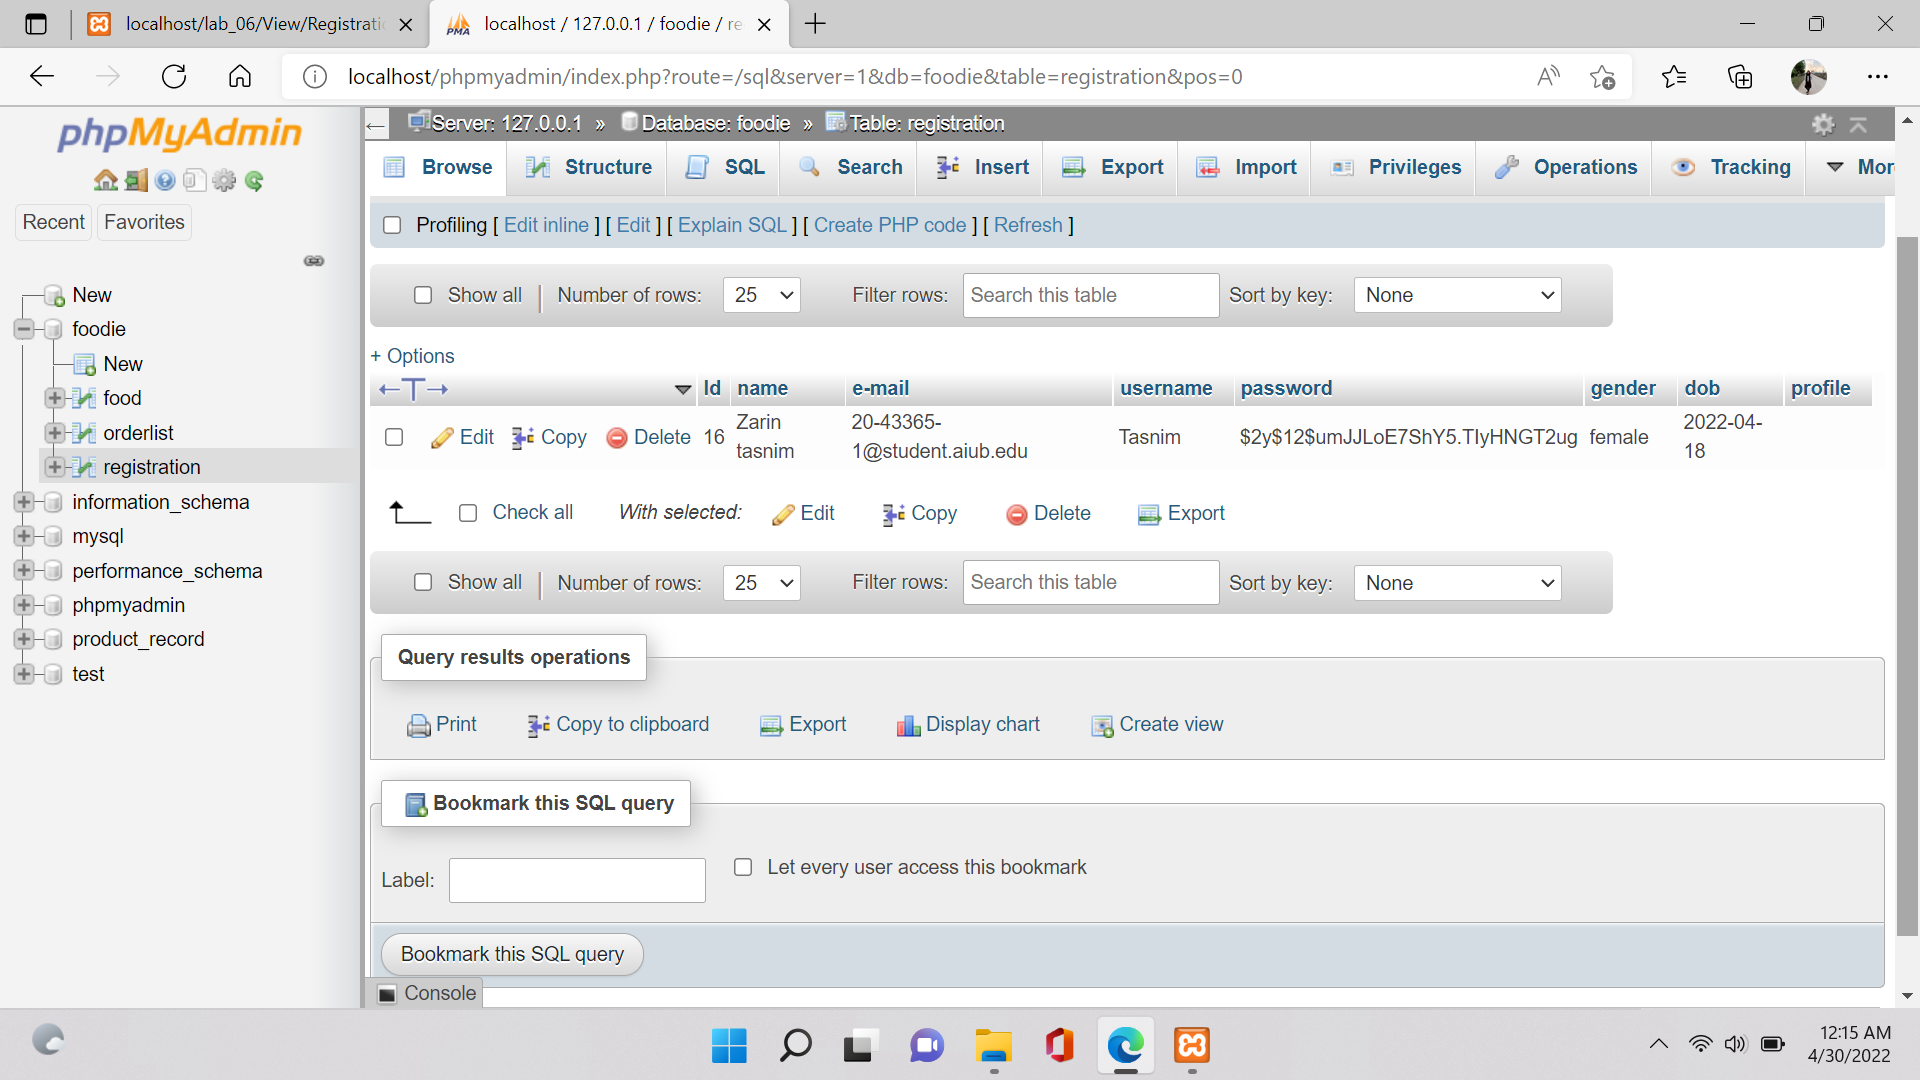 localhost/lab_06/View/Registratio
localhost / 127.0.0.1 / foodie / re
localhost/phpmyadmin/index.php?route=/sql&server=1&db=foodie&table=registration&pos=0
phpMyAdmin
Recent
Favorites
New
foodie
New
food
orderlist
registration
information_schema
mysql
performance_schema
phpmyadmin
product_record
test
Server: 127.0.0.1 » Database: foodie » Table: registration
Browse
Structure
SQL
Search
Insert
Export
Import
Privileges
Operations
Tracking
Mor
Profiling [ Edit inline ] [ Edit ] [ Explain SQL ] [ Create PHP code ] [ Refresh ]
Show all | Number of rows: 25 Filter rows: Search this table Sort by key: None
+ Options
←T→ Id name e-mail username password gender dob profile
Edit Copy Delete 16 Zarin tasnim 20-43365-1@student.aiub.edu Tasnim $2y$12$umJJLoE7ShY5.TIyHNGT2ug female 2022-04-18
Check all With selected: Edit Copy Delete Export
Show all | Number of rows: 25 Filter rows: Search this table Sort by key: None
Query results operations
Print Copy to clipboard Export Display chart Create view
Bookmark this SQL query
Label:
Let every user access this bookmark
Bookmark this SQL query
Console
12:15 AM
4/30/2022